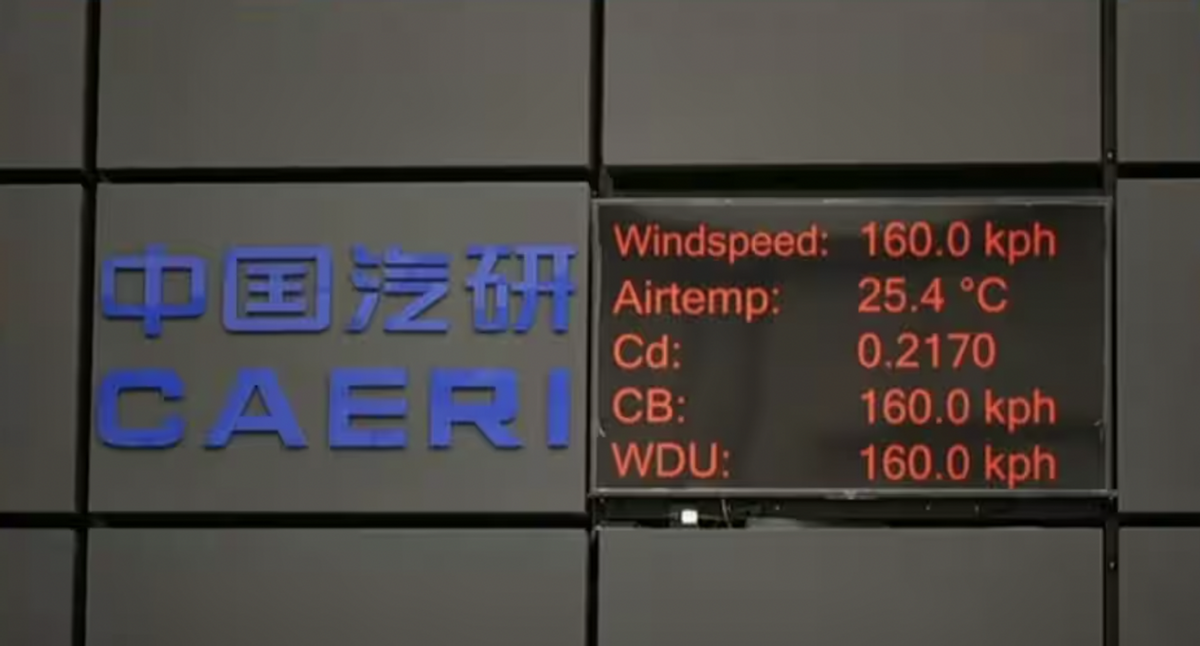 中国汽研
CAERI
Windspeed: 160.0 kph
Airtemp: 25.4 °C
Cd: 0.2170
CB: 160.0 kph
WDU: 160.0 kph